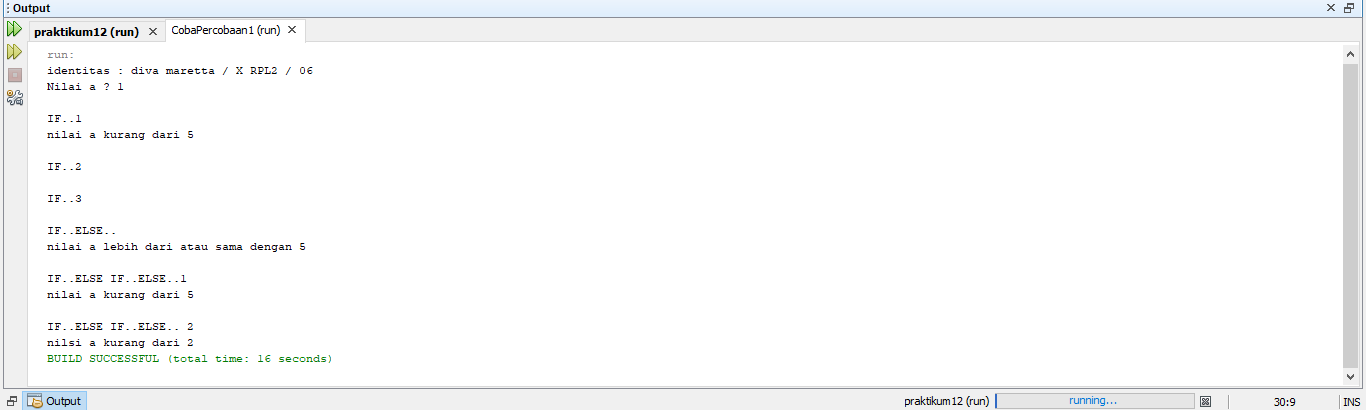 Output
praktikum12 (run)
CobaPercobaan1 (run)
run:
identitas : diva maretta / X RPL2 / 06
Nilai a ? 1
IF..1
nilai a kurang dari 5
IF..2
IF..3
IF..ELSE..
nilai a lebih dari atau sama dengan 5
IF..ELSE IF..ELSE..1
nilai a kurang dari 5
IF..ELSE IF..ELSE.. 2
nilsi a kurang dari 2
BUILD SUCCESSFUL (total time: 16 seconds)
Output
praktikum12 (run)
running...
30:9
INS